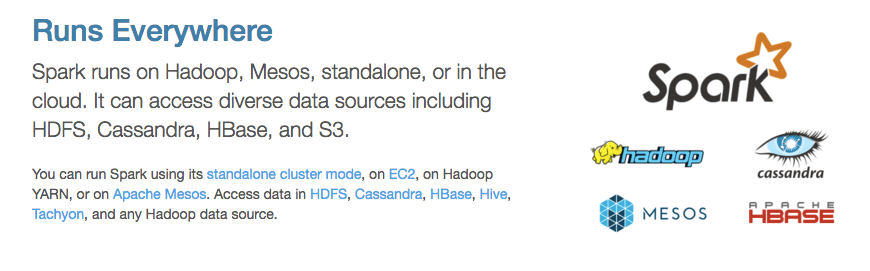 Runs Everywhere
Spark runs on Hadoop, Mesos, standalone, or in the
cloud. It can access diverse data sources including
HDFS, Cassandra, HBase, and S3.
You can run Spark using its standalone cluster mode, on EC2, on Hadoop
YARN, or on Apache Mesos. Access data in HDFS, Cassandra, HBase, Hive,
Tachyon, and any Hadoop data source.
Spark
hadoop
cassandra
MESOS
APACHE
HBASE